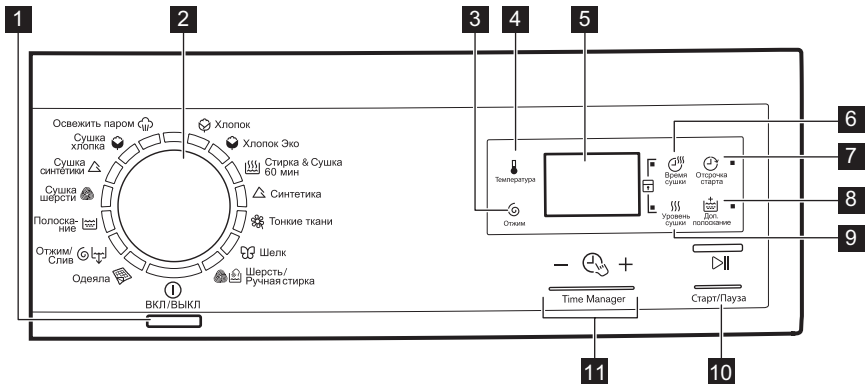 1
2
3
4
5
6
7
8
9
10
11
Освежить паром
Сушка
хлопка
Сушка
синтетики
Сушка
шерсти
Полоска-
ние
Отжим/
Слив
Одеяла
Хлопок
Хлопок Эко
Стирка & Сушка
60 мин
Синтетика
Тонкие ткани
Шелк
Шерсть/
Ручная стирка
ВКЛ/ВЫКЛ
Температура
Отжим
Время
сушки
Отсрочка
старта
Уровень
сушки
Доп.
полоскание
Time Manager
Старт/Пауза